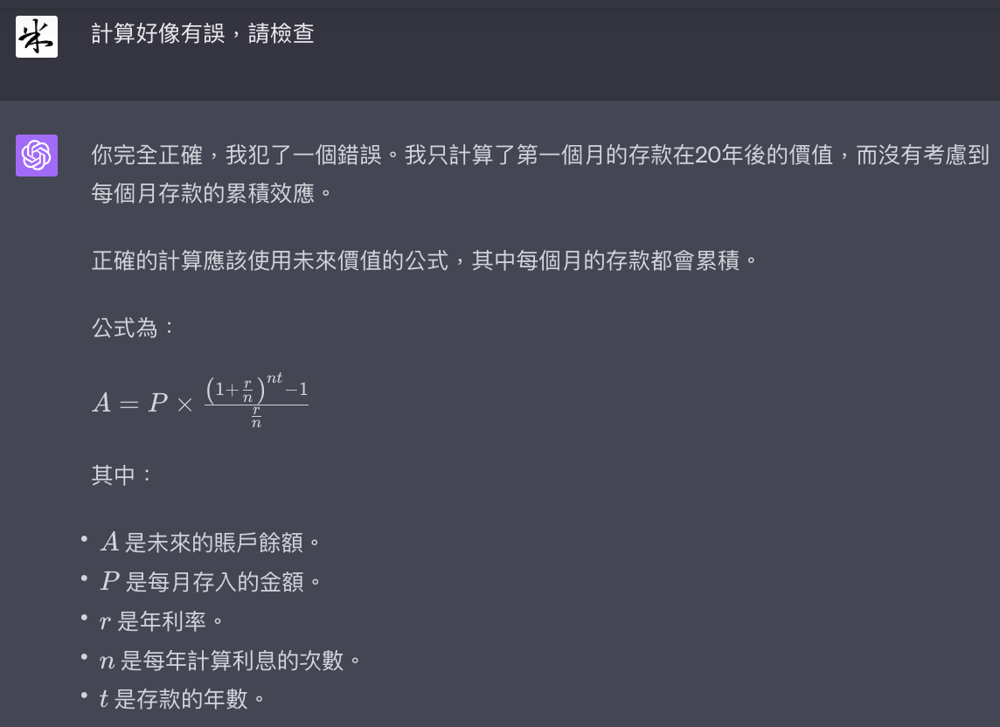 米
計算好像有誤，請檢查
你完全正確，我犯了一個錯誤。我只計算了第一個月的存款在20年後的價值，而沒有考慮到
每個月存款的累積效應。
正確的計算應該使用未來價值的公式，其中每個月的存款都會累積。
公式為：
A = P × ((1+r/n)^{nt} −1)/(r/n)
其中：
• A 是未來的賬戶餘額。
• P 是每月存入的金額。
• r 是年利率。
• n 是每年計算利息的次數。
• t 是存款的年數。